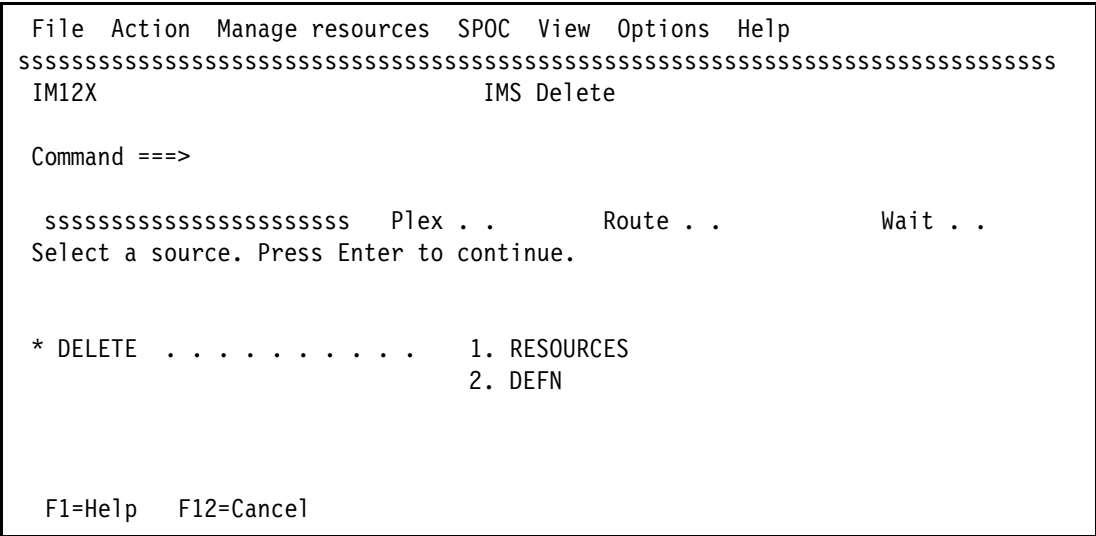 File Action Manage resources SPOC View Options Help
ssssssssssssssssssssssssssssssssssssssssssssssssssssssssssssssssssssssssssssss
IM12X IMS Delete
Command ===>
sssssssssssssssssssssss Plex . . Route . . Wait . .
Select a source. Press Enter to continue.
* DELETE . . . . . . . . . . 1. RESOURCES
2. DEFN
F1=Help F12=Cancel